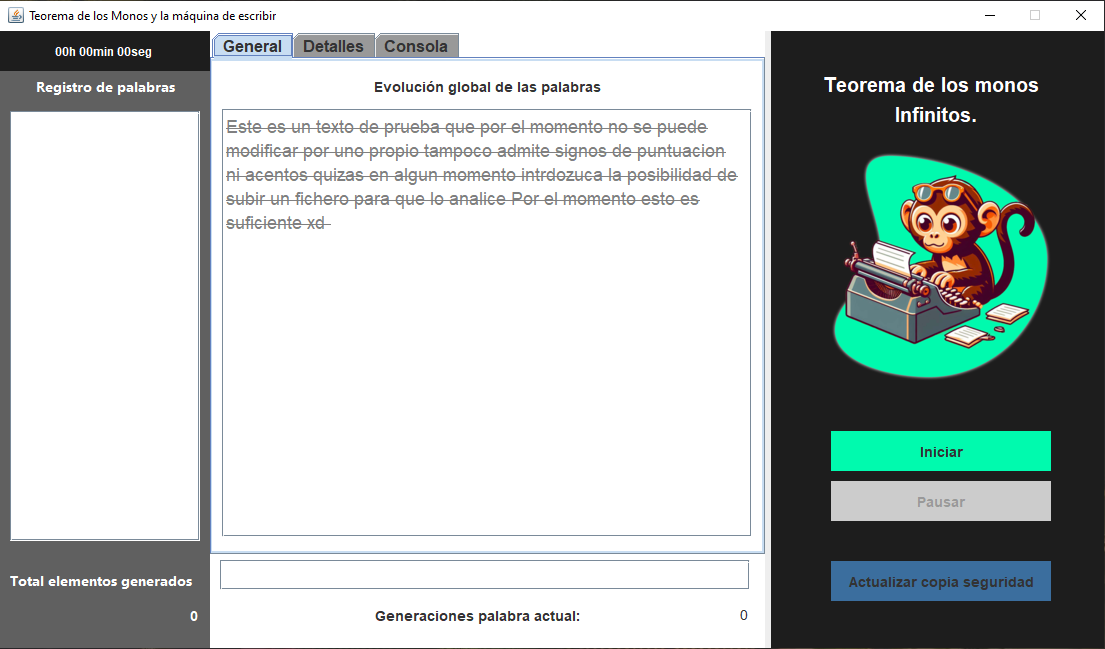 Teorema de los Monos y la máquina de escribir
00h 00min 00seg
Registro de palabras
Total elementos generados
0
General Detalles Consola
Evolución global de las palabras
Este es un texto de prueba que por el momento no se puede
modificar por uno propio tampoco admite signos de puntuacion
ni acentos quizas en algun momento intrdozuca la posibilidad de
subir un fichero para que lo analice Por el momento esto es
suficiente xd
Generaciones palabra actual: 0
Teorema de los monos
Infinitos.
Iniciar
Pausar
Actualizar copia seguridad